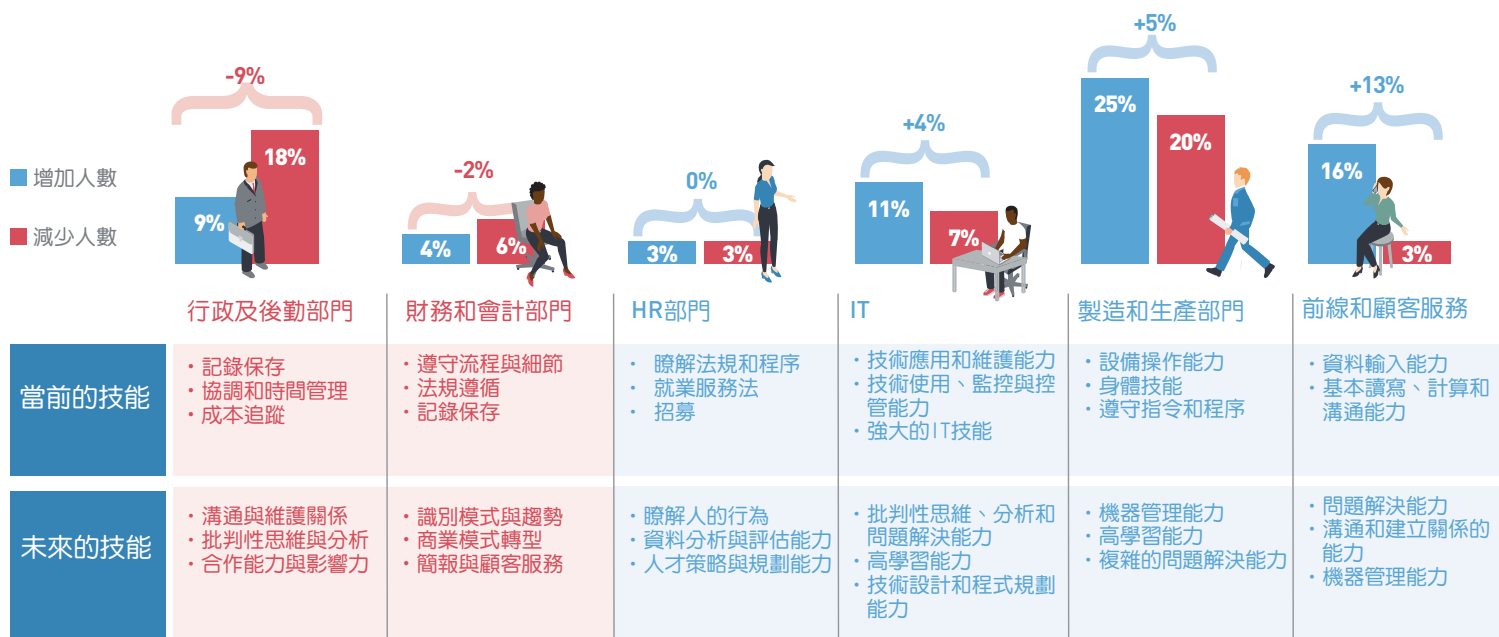 增加人數
減少人數
-9%
9%
18%
-2%
4%
6%
0%
3%
3%
+4%
11%
7%
+5%
25%
20%
+13%
16%
3%
行政及後勤部門
財務和會計部門
HR部門
IT
製造和生產部門
前線和顧客服務
當前的技能
・記錄保存
・協調和時間管理
・成本追蹤
・遵守流程與細節
・法規遵循
・記錄保存
・瞭解法規和程序
・就業服務法
・招募
・技術應用和維護能力
・技術使用、監控與控
管能力
・強大的IT技能
・設備操作能力
・身體技能
・遵守指令和程序
・資料輸入能力
・基本讀寫、計算和
溝通能力
未來的技能
・溝通與維護關係
・批判性思維與分析
・合作能力與影響力
・識別模式與趨勢
・商業模式轉型
・簡報與顧客服務
・瞭解人的行為
・資料分析與評估能力
・人才策略與規劃能力
・批判性思維、分析和
問題解決能力
・高學習能力
・技術設計和程式規劃
能力
・機器管理能力
・高學習能力
・複雜的問題解決能力
・問題解決能力
・溝通和建立關係的
能力
・機器管理能力